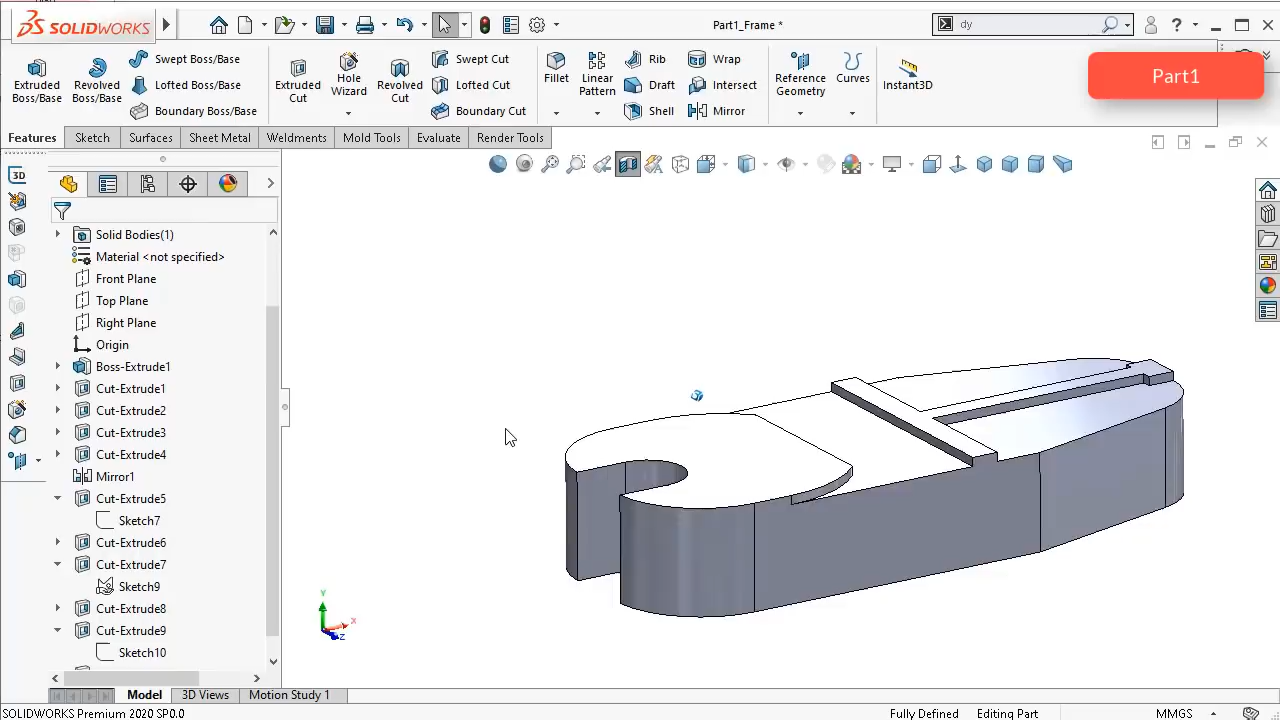 SOLIDWORKS
Part1_Frame *
dy
Part1
Extruded Boss/Base
Revolved Boss/Base
Swept Boss/Base
Lofted Boss/Base
Boundary Boss/Base
Extruded Cut
Hole Wizard
Revolved Cut
Swept Cut
Lofted Cut
Boundary Cut
Fillet
Linear Pattern
Rib
Draft
Shell
Wrap
Intersect
Mirror
Reference Geometry
Curves
Instant3D
Features Sketch Surfaces Sheet Metal Weldments Mold Tools Evaluate Render Tools
3D
Solid Bodies(1)
Material <not specified>
Front Plane
Top Plane
Right Plane
Origin
Boss-Extrude1
Cut-Extrude1
Cut-Extrude2
Cut-Extrude3
Cut-Extrude4
Mirror1
Cut-Extrude5
Sketch7
Cut-Extrude6
Cut-Extrude7
Sketch9
Cut-Extrude8
Cut-Extrude9
Sketch10
Y
X
Z
Model 3D Views Motion Study 1
SOLIDWORKS Premium 2020 SP0.0
Fully Defined Editing Part MMGS